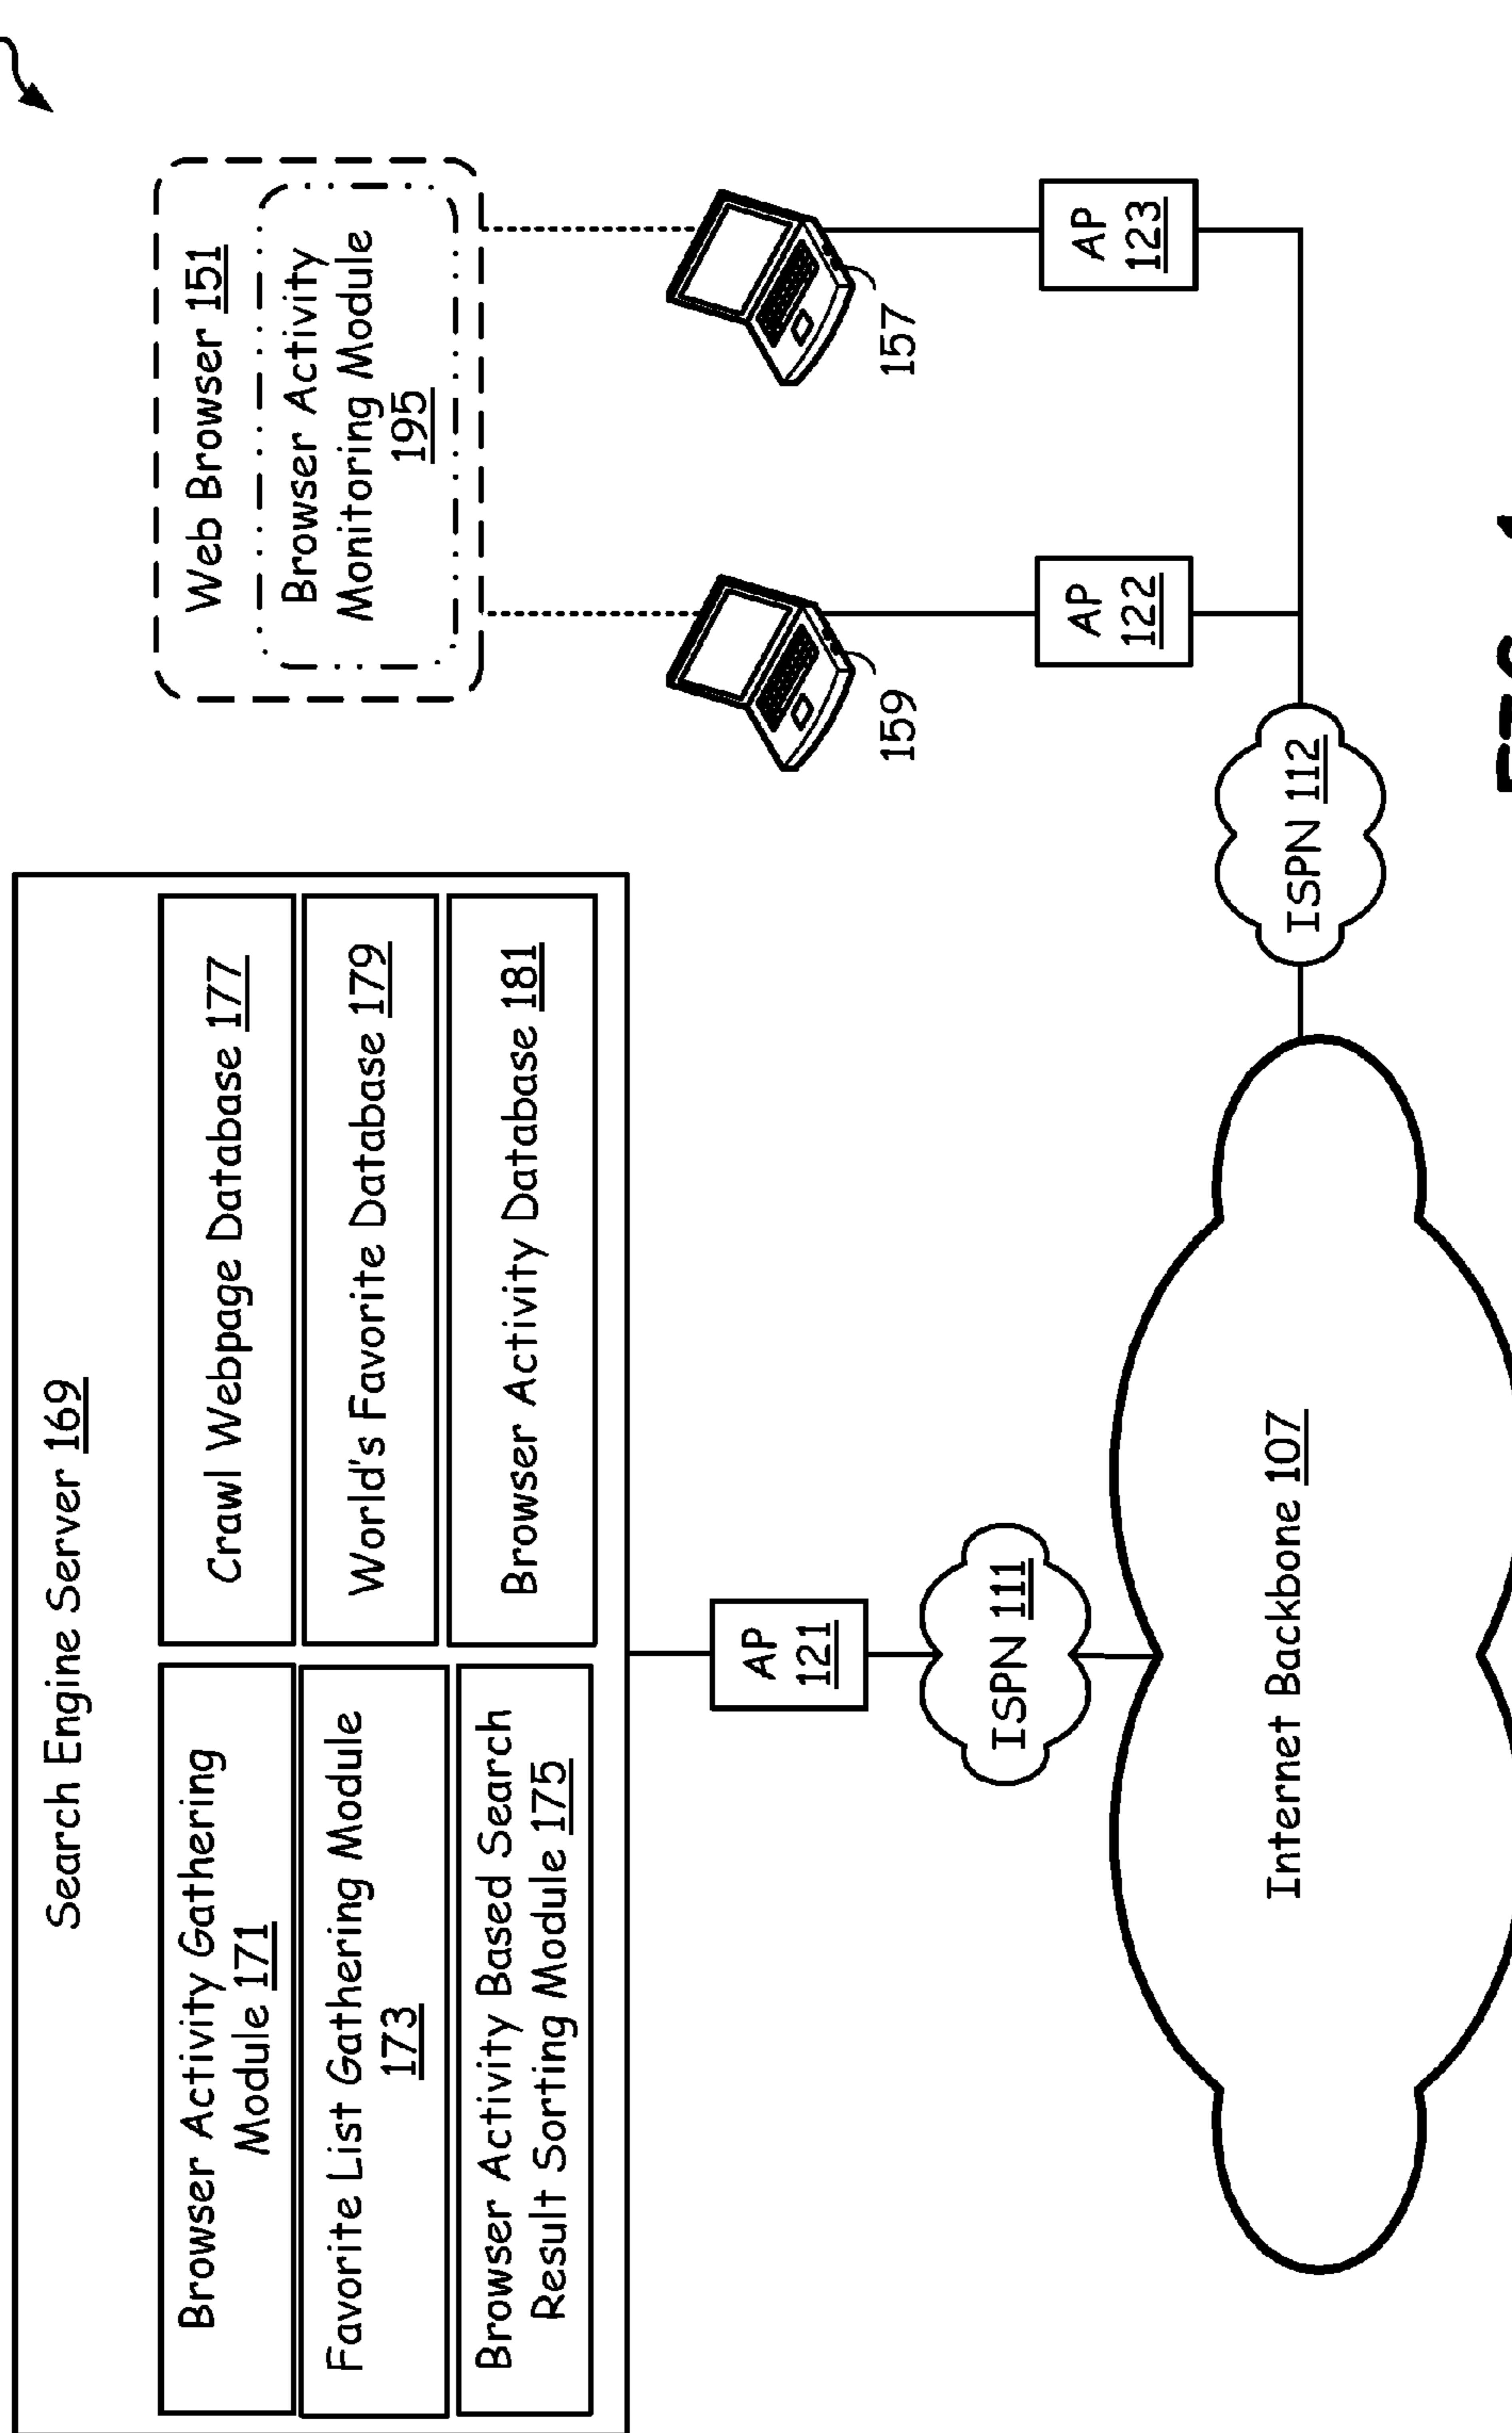 Search Engine Server 169
Browser Activity Gathering
Module 171
Favorite List Gathering Module
173
Browser Activity Based Search
Result Sorting Module 175
Crawl Webpage Database 177
World's Favorite Database 179
Browser Activity Database 181
Web Browser 151
Browser Activity
Monitoring Module
195
159
157
AP
121
AP
122
AP
123
ISPN 111
ISPN 112
Internet Backbone 107